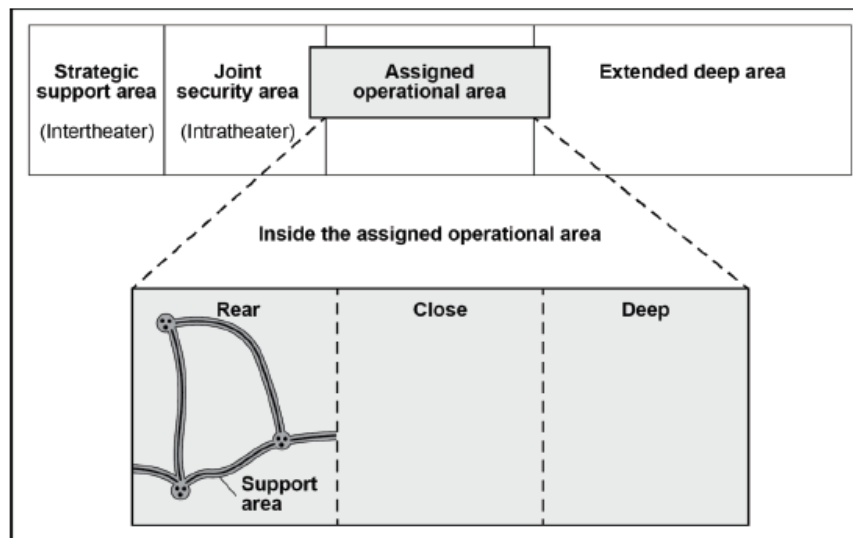 Strategic
support area
(Intertheater)
Joint
security area
(Intratheater)
Assigned
operational area
Extended deep area
Inside the assigned operational area
Rear
Close
Deep
Support
area